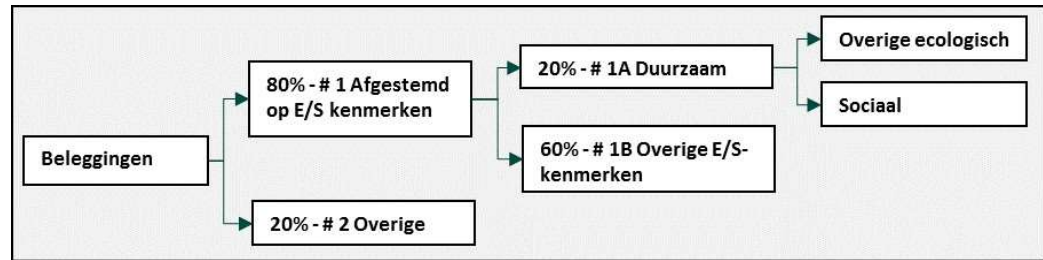 Beleggingen
80% - # 1 Afgestemd
op E/S kenmerken
20% - # 2 Overige
20% - # 1A Duurzaam
60% - # 1B Overige E/S-
kenmerken
Overige ecologisch
Sociaal